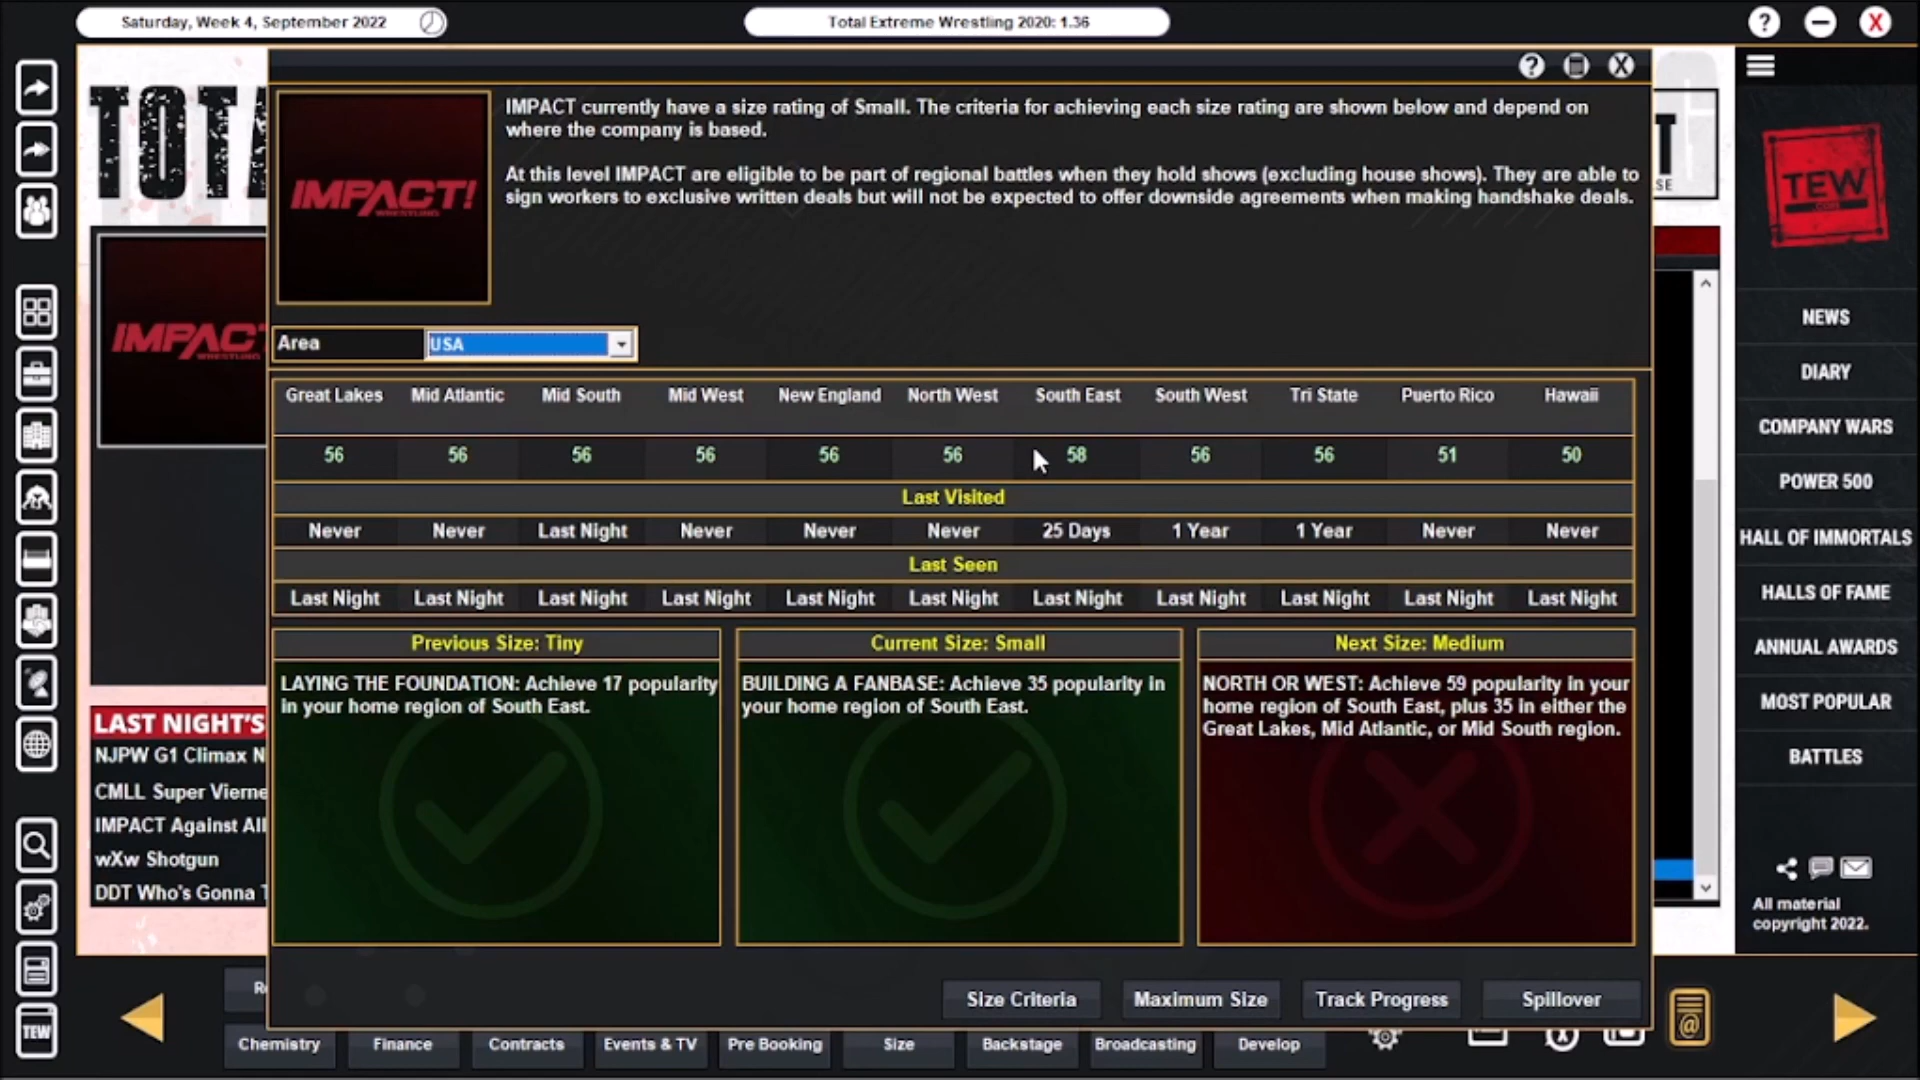 Saturday, Week 4, September 2022
Total Extreme Wrestling 2020: 1.36
?
X
? X
IMPACT!
WRESTLING
IMPACT currently have a size rating of Small. The criteria for achieving each size rating are shown below and depend on
where the company is based.
At this level IMPACT are eligible to be part of regional battles when they hold shows (excluding house shows). They are able to
sign workers to exclusive written deals but will not be expected to offer downside agreements when making handshake deals.
Area USA
Great Lakes Mid Atlantic Mid South Mid West New England North West South East South West Tri State Puerto Rico Hawaii
56 56 56 56 56 56 58 56 56 51 50
Last Visited
Never Never Last Night Never Never Never 25 Days 1 Year 1 Year Never Never
Last Seen
Last Night Last Night Last Night Last Night Last Night Last Night Last Night Last Night Last Night Last Night Last Night
Previous Size: Tiny
LAYING THE FOUNDATION: Achieve 17 popularity
in your home region of South East.
Current Size: Small
BUILDING A FANBASE: Achieve 35 popularity in
your home region of South East.
Next Size: Medium
NORTH OR WEST: Achieve 59 popularity in your
home region of South East, plus 35 in either the
Great Lakes, Mid Atlantic, or Mid South region.
Size Criteria Maximum Size Track Progress Spillover
TOTA
T
SE
IMPACT
WRESTLING
LAST NIGHT'S
NJPW G1 Climax N
CMLL Super Vierne
IMPACT Against All
wXw Shotgun
DDT Who's Gonna T
TEW
.COM
NEWS
DIARY
COMPANY WARS
POWER 500
HALL OF IMMORTALS
HALLS OF FAME
ANNUAL AWARDS
MOST POPULAR
BATTLES
All material
copyright 2022.
TEW
Chemistry Finance Contracts Events & TV Pre Booking Size Backstage Broadcasting Develop
@